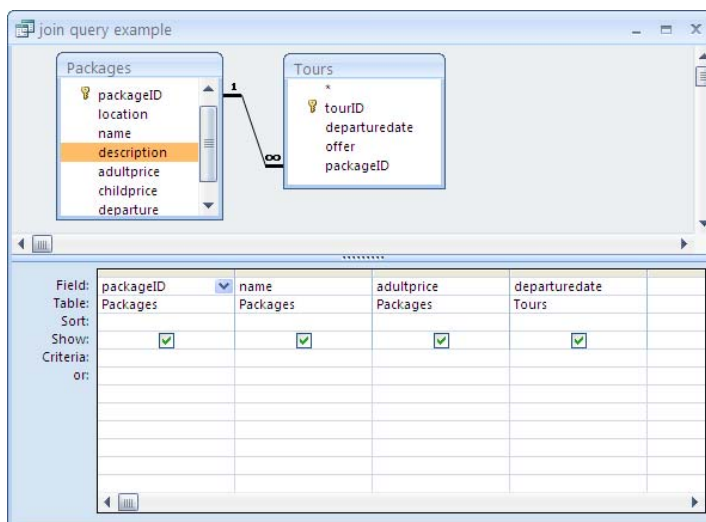 join query example
Packages
packageID
location
name
description
adultprice
childprice
departure
1
∞
Tours
*
tourID
departuredate
offer
packageID
Field: packageID name adultprice departuredate
Table: Packages Packages Packages Tours
Sort:
Show:
Criteria:
or: